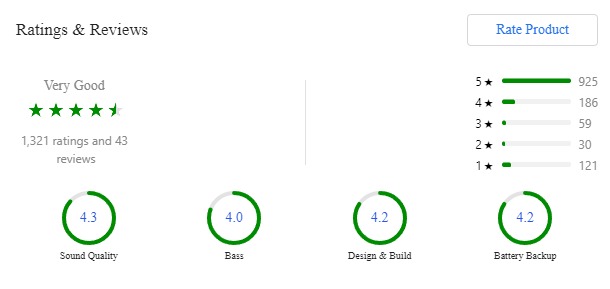 Ratings & Reviews
Rate Product
Very Good
1,321 ratings and 43
reviews
5 ★ 925
4 ★ 186
3 ★ 59
2 ★ 30
1 ★ 121
4.3
4.0
4.2
4.2
Sound Quality
Bass
Design & Build
Battery Backup